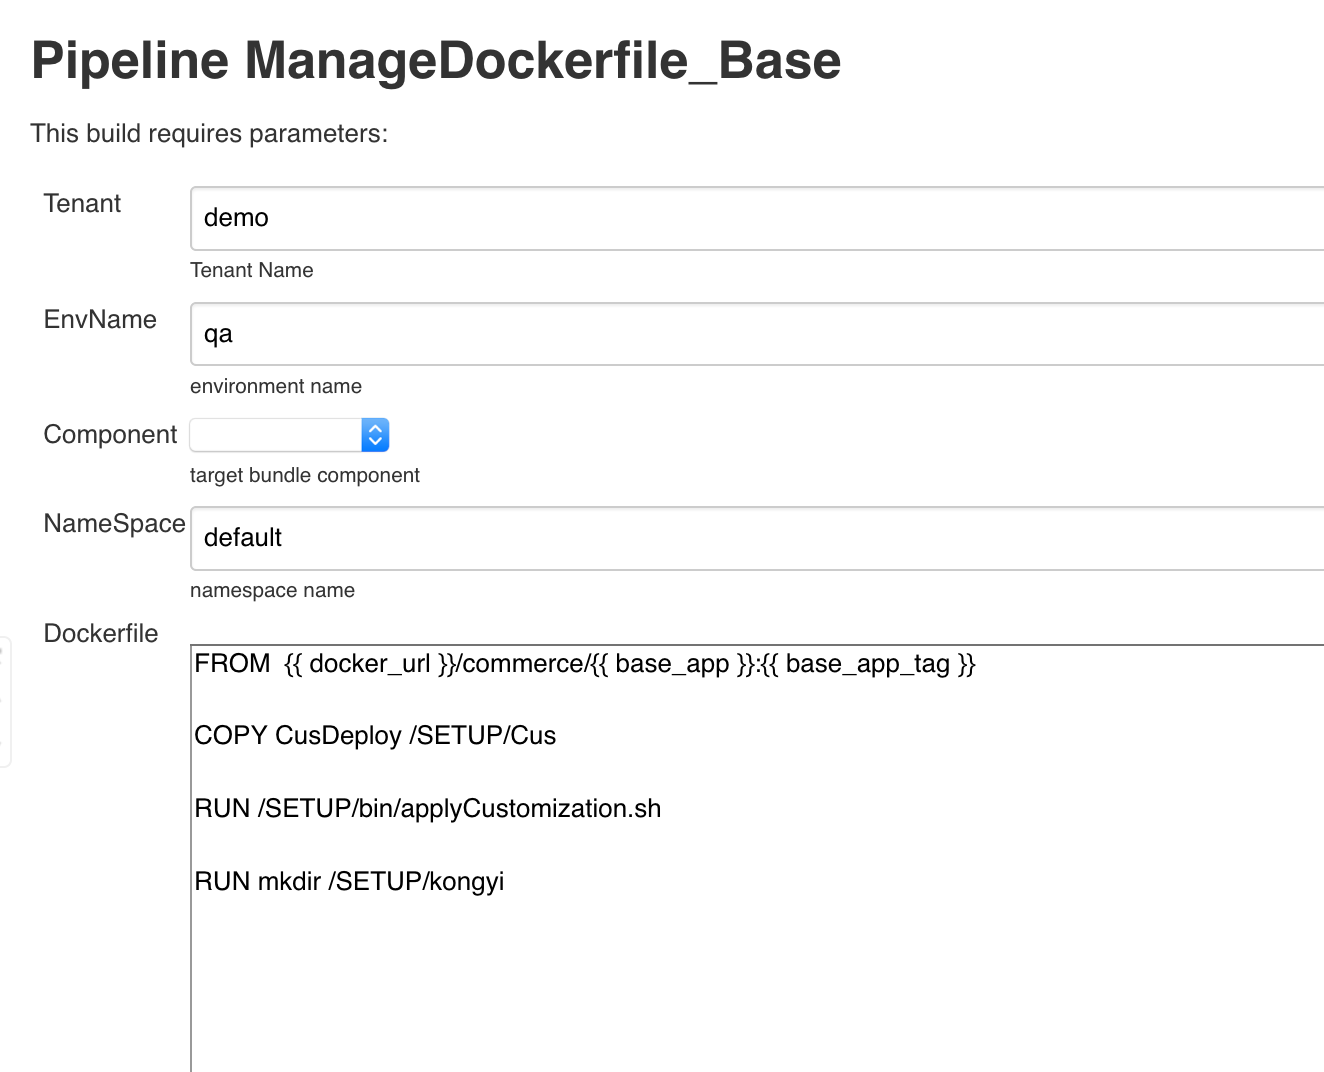 Pipeline ManageDockerfile_Base
This build requires parameters:
Tenant
demo
Tenant Name
EnvName
qa
environment name
Component
target bundle component
NameSpace
default
namespace name
Dockerfile
FROM  {{ docker_url }}/commerce/{{ base_app }}:{{ base_app_tag }}
COPY CusDeploy /SETUP/Cus
RUN /SETUP/bin/applyCustomization.sh
RUN mkdir /SETUP/kongyi